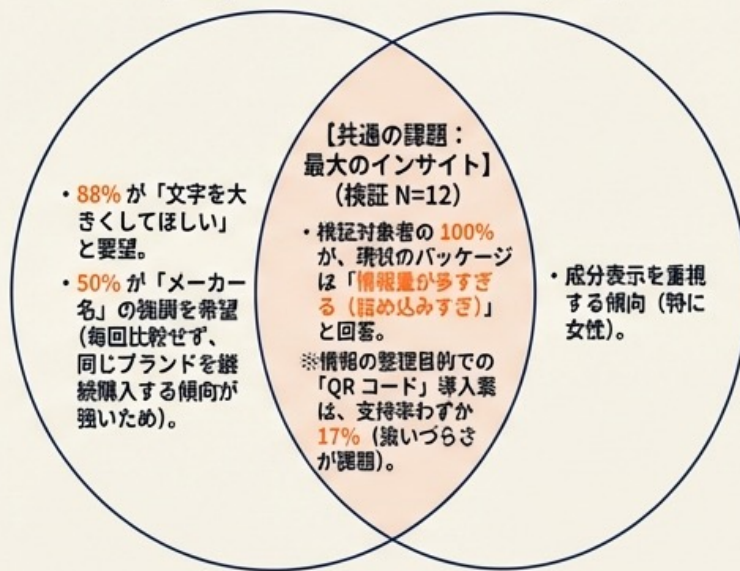 ・88% が「文字を大
きくしてほしい」
と要望。
・50% が「メーカー
名」の強調を希望
(毎回比較せず、
同じブランドを継
続購入する傾向が
強いため)。
【共通の課題：
最大のインサイト】
(検証 N=12)
・検証対象者の 100%
が、現状のパッケージ
は「情報量が多すぎ
る(詰め込みすぎ)」
と回答。
※情報の整理目的での
「QR コード」導入案
は、支持率わずか
17% (扱いづらさ
が課題)。
・成分表示を重視
する傾向 (特に
女性)。